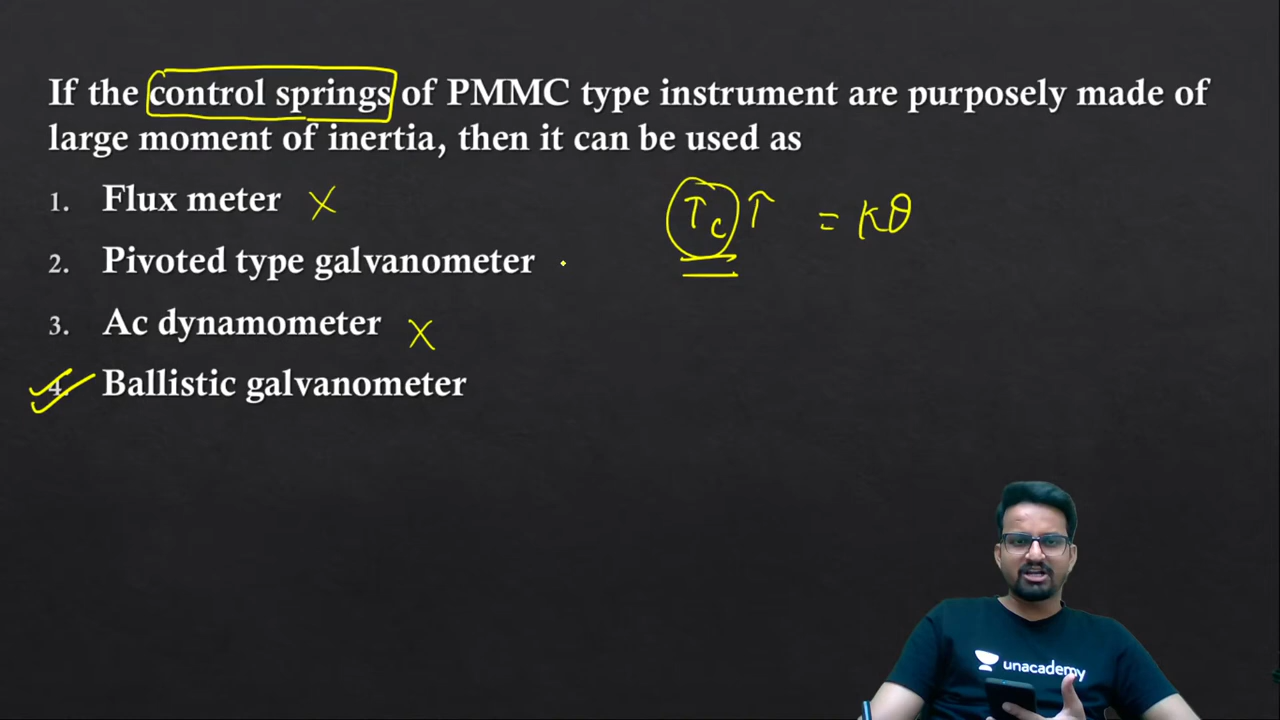 If the control springs of PMMC type instrument are purposely made of
large moment of inertia, then it can be used as
1. Flux meter X
2. Pivoted type galvanometer
3. Ac dynamometer X
4. Ballistic galvanometer
Tc ↑ = Kθ
unacademy